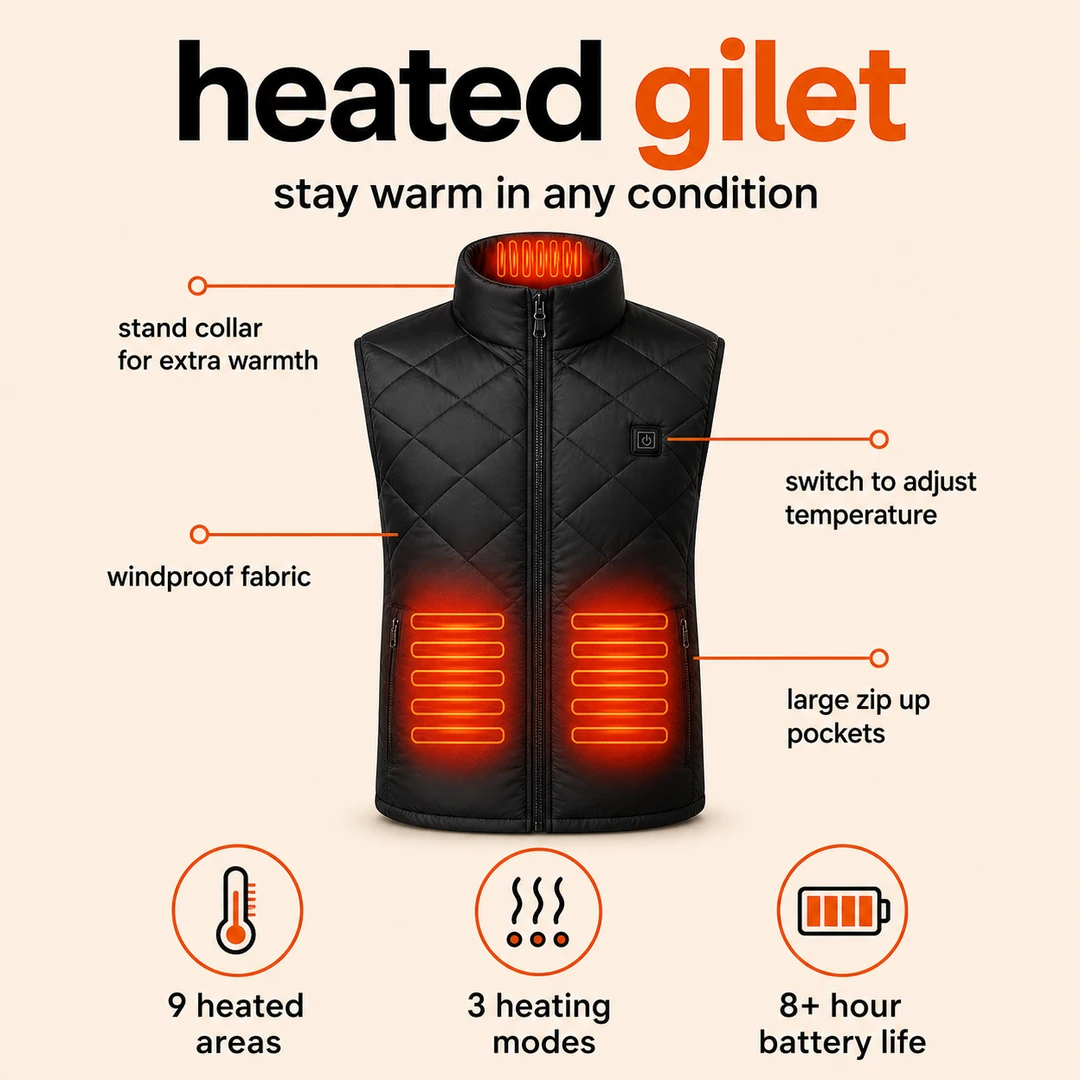 heated gilet
stay warm in any condition
stand collar
for extra warmth
switch to adjust
temperature
windproof fabric
large zip up
pockets
9 heated
areas
3 heating
modes
8+ hour
battery life